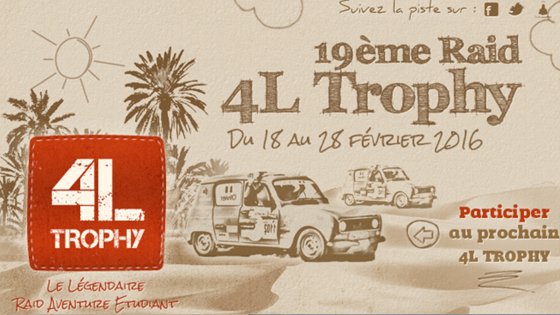 Suivez la piste sur :
19ème Raid
4L Trophy
Du 18 au 28 février 2016
4L
TROPHY
Le Légendaire
Raid Aventure Etudiant
Participer
au prochain
4L TROPHY